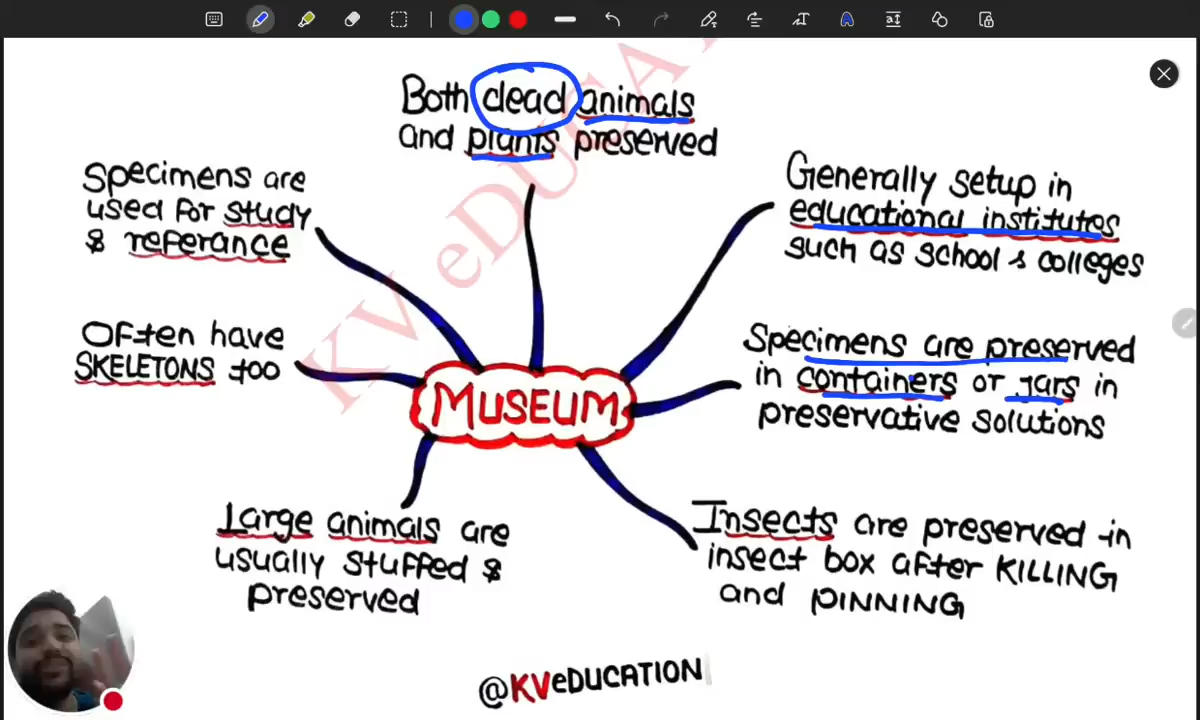 Both dead animals
and plants preserved
Generally setup in
educational institutes
such as school & colleges
Specimens are preserved
in containers or Jars in
preservative solutions
Insects are preserved in
insect box after KILLING
and PINNING
Large animals are
usually stuffed &
preserved
Often have
SKELETONS too
Specimens are
used for study
& referance
MUSEUM
KV eDUCAT
@KVeDUCATION